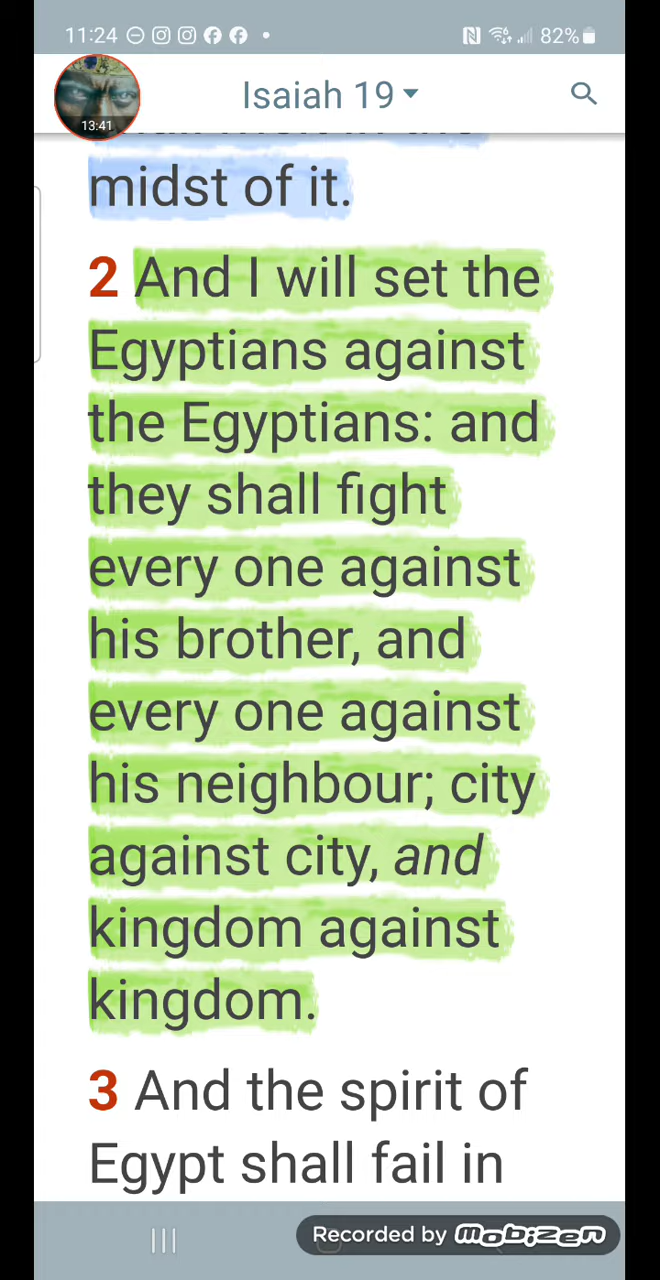 11:24
82%
Isaiah 19
13:41
midst of it.
2 And I will set the
Egyptians against
the Egyptians: and
they shall fight
every one against
his brother, and
every one against
his neighbour; city
against city, and
kingdom against
kingdom.
3 And the spirit of
Egypt shall fail in
Recorded by mobizen